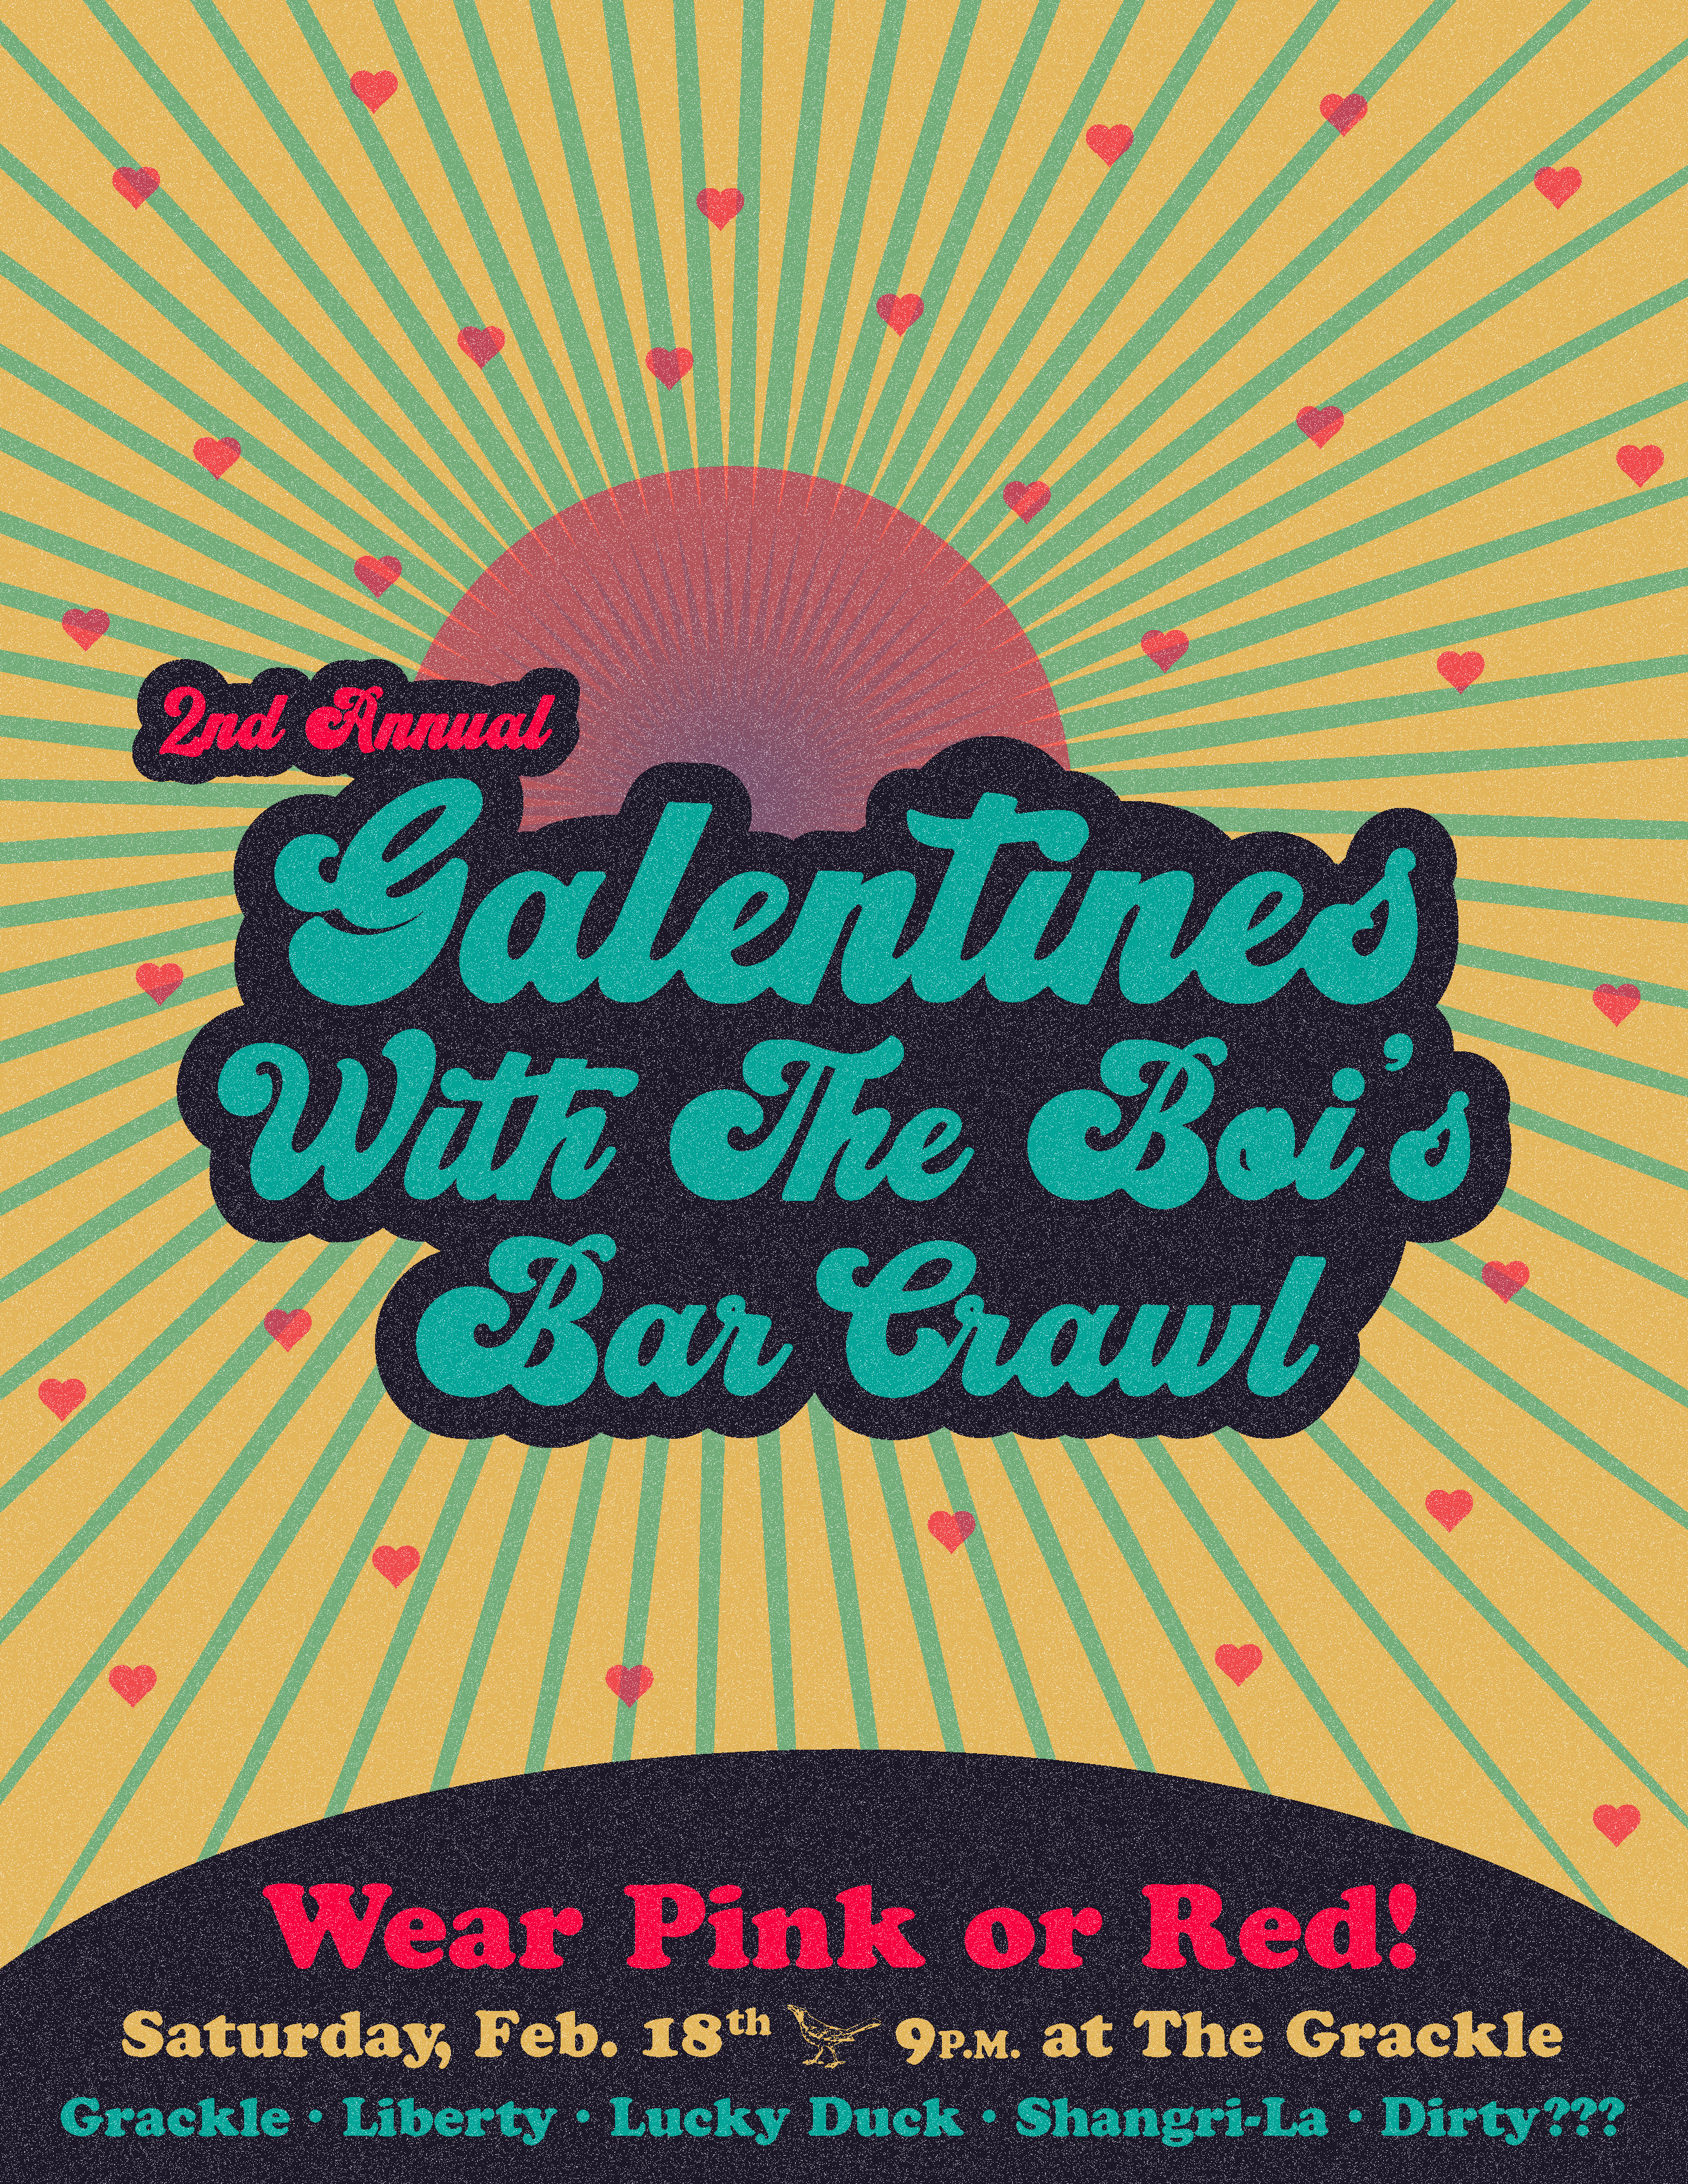 2nd Annual
Galentines
With The Boi's
Bar Crawl
Wear Pink or Red!
Saturday, Feb. 18th 9P.M. at The Grackle
Grackle • Liberty • Lucky Duck • Shangri-La • Dirty???